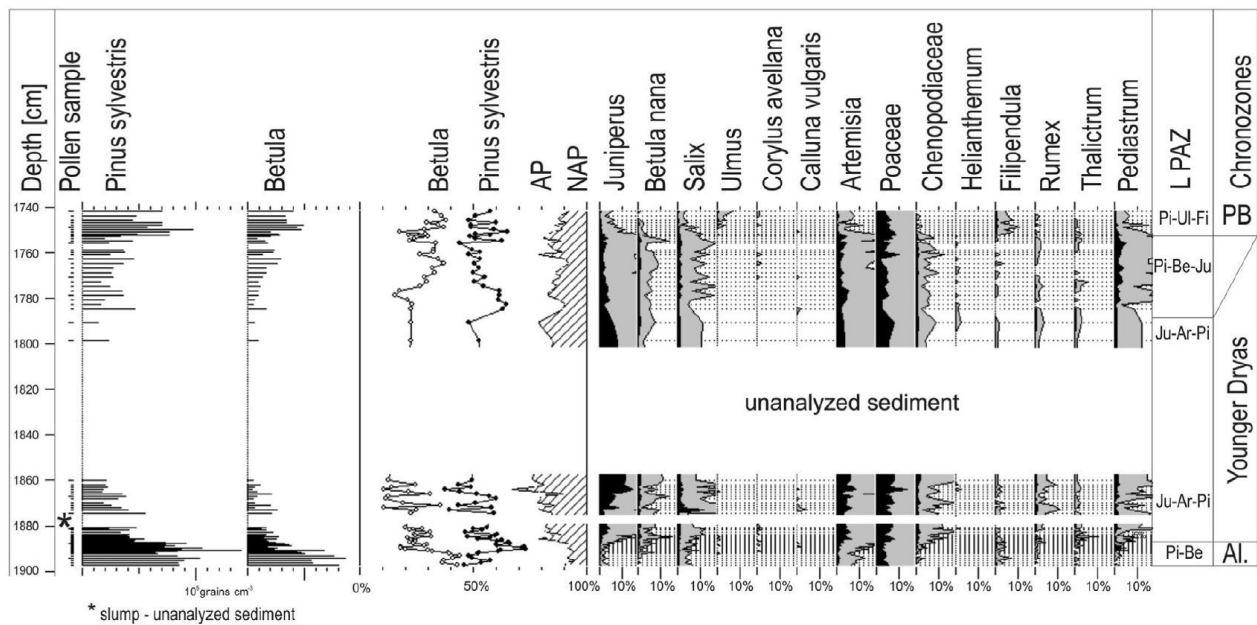 Depth [cm]
Pollen sample
Pinus sylvestris
Betula
Betula
Pinus sylvestris
AP
NAP
Juniperus
Betula nana
Salix
Ulmus
Corylus avellana
Calluna vulgaris
Artemisia
Poaceae
Chenopodiaceae
Helianthemum
Filipendula
Rumex
Thalictrum
Pediastrum
L PAZ
Chronozones
1740
1760
1780
1800
1820
1840
1860
1880
1900
*
Pi-Ul-Fi
Pi-Be-Ju
Ju-Ar-Pi
Ju-Ar-Pi
Pi-Be
PB
Younger Dryas
Al.
unanalyzed sediment
0% 50% 100% 10% 10% 10% 10% 10% 10% 10% 10% 10% 10% 10% 10% 10% 10%
grains cm⁻³
* slump - unanalyzed sediment